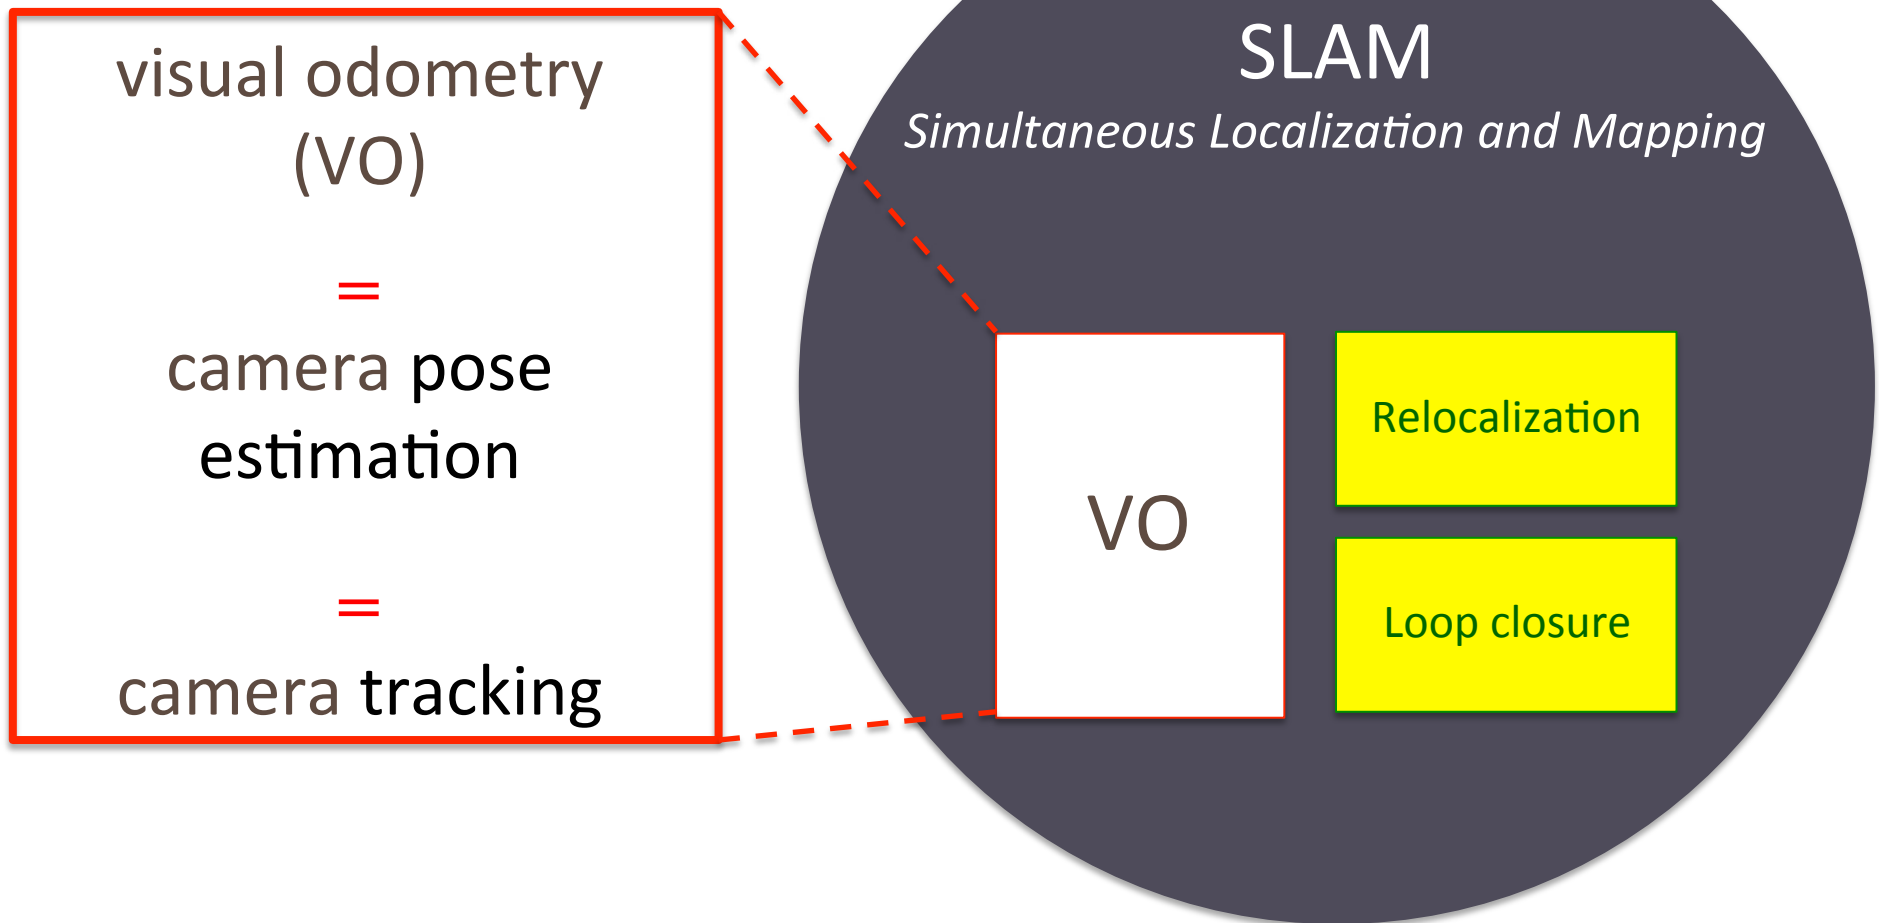 visual odometry
(VO)
=
camera pose
estimation
=
camera tracking
SLAM
Simultaneous Localization and Mapping
VO
Relocalization
Loop closure